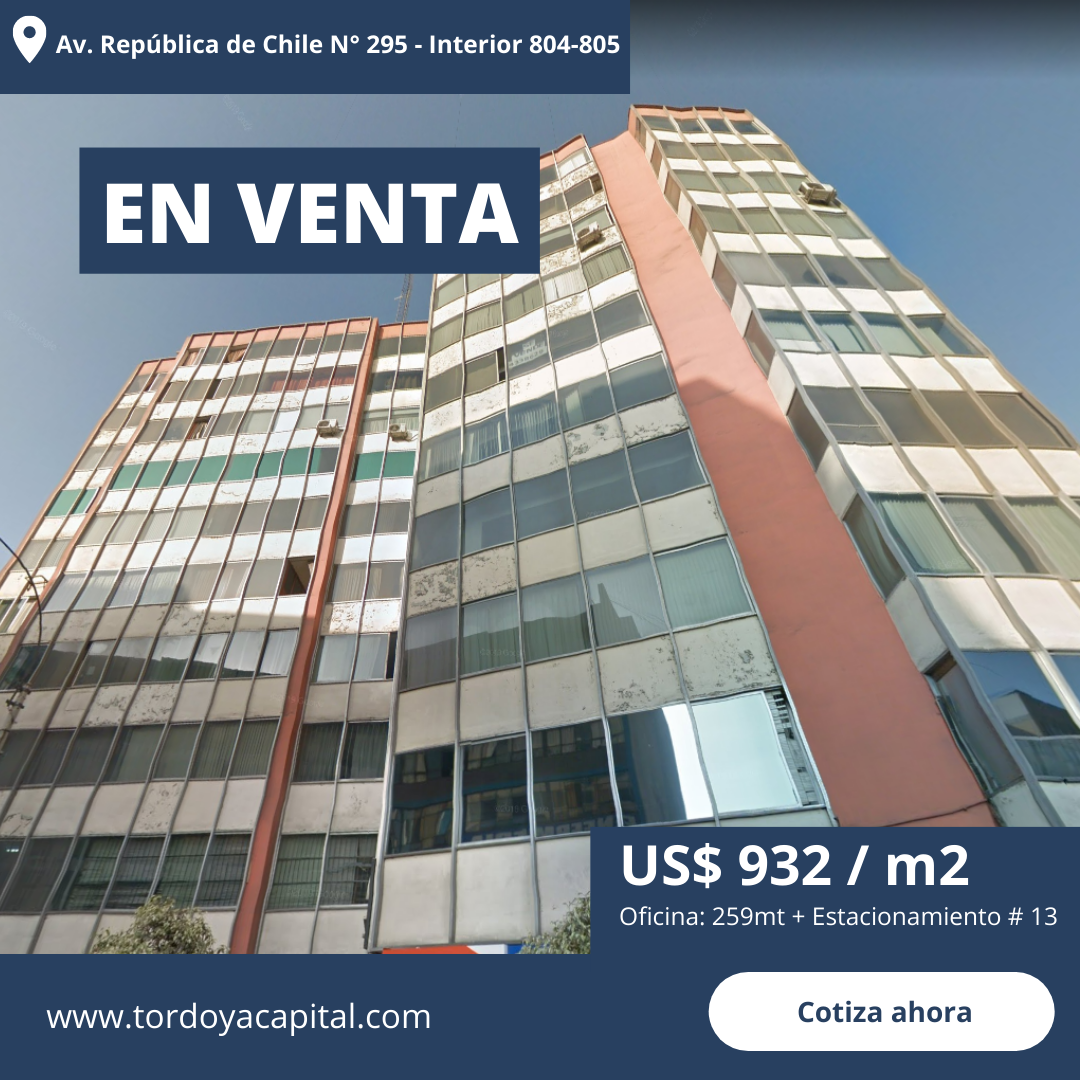 Av. República de Chile N° 295 - Interior 804-805
EN VENTA
US$ 932 / m2
Oficina: 259mt + Estacionamiento # 13
www.tordoyacapital.com
Cotiza ahora